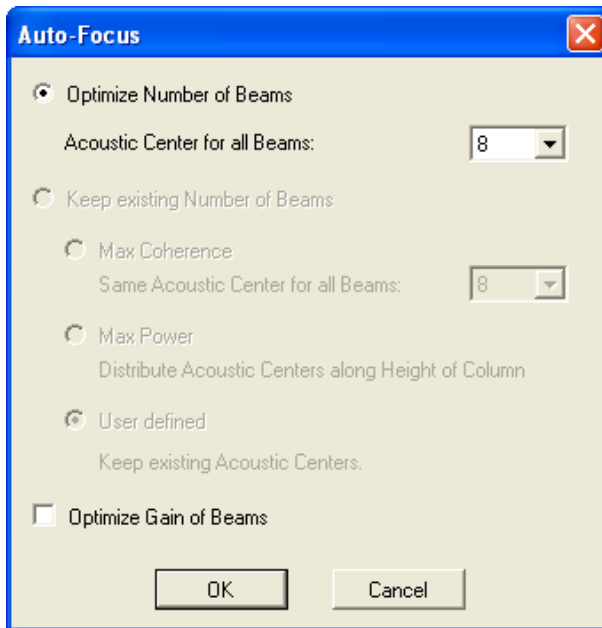 Auto-Focus
Optimize Number of Beams
Acoustic Center for all Beams: 8
Keep existing Number of Beams
Max Coherence
Same Acoustic Center for all Beams: 8
Max Power
Distribute Acoustic Centers along Height of Column
User defined
Keep existing Acoustic Centers.
Optimize Gain of Beams
OK Cancel